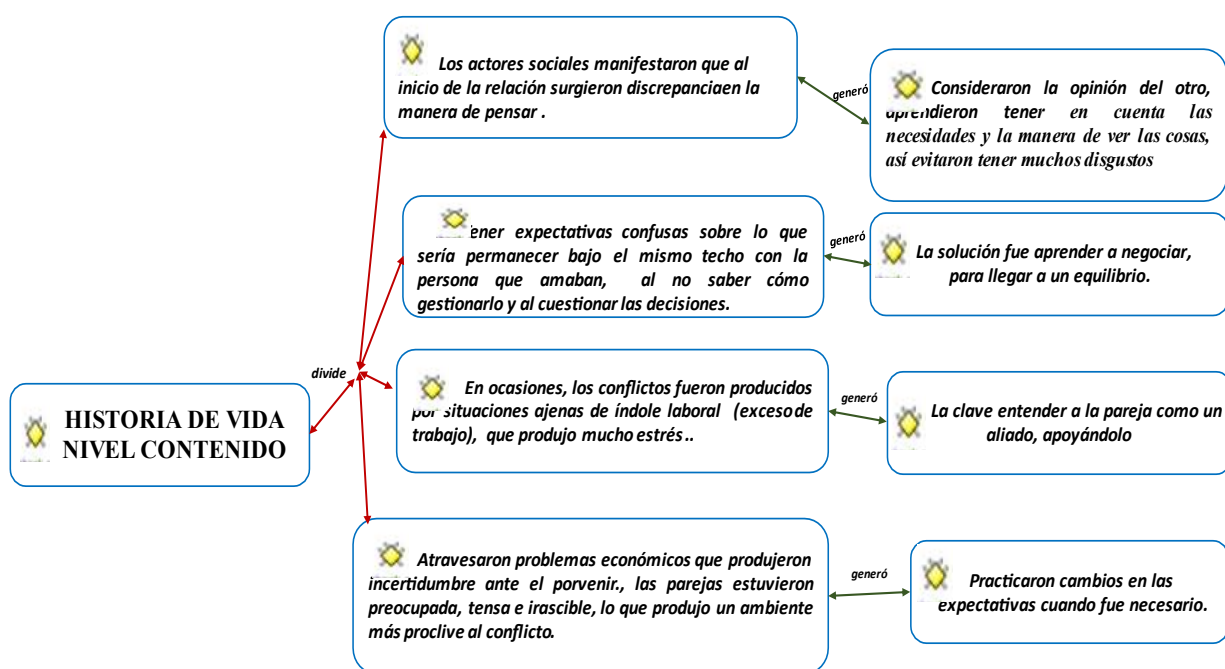 Los actores sociales manifestaron que al
inicio de la relación surgieron discrepanciaen la
manera de pensar .
generó
Consideraron la opinión del otro,
aprendieron tener en cuenta las
necesidades y la manera de ver las cosas,
así evitaron tener muchos disgustos
ener expectativas confusas sobre lo que
sería permanecer bajo el mismo techo con la
persona que amaban, al no saber cómo
gestionarlo y al cuestionar las decisiones.
generó
La solución fue aprender a negociar,
para llegar a un equilibrio.
divide
HISTORIA DE VIDA
NIVEL CONTENIDO
En ocasiones, los conflictos fueron producidos
por situaciones ajenas de índole laboral (exceso de
trabajo), que produjo mucho estrés..
generó
La clave entender a la pareja como un
aliado, apoyándolo
Atravesaron problemas económicos que produjeron
incertidumbre ante el porvenir., las parejas estuvieron
preocupada, tensa e irascible, lo que produjo un ambiente
más proclive al conflicto.
generó
Practicaron cambios en las
expectativas cuando fue necesario.